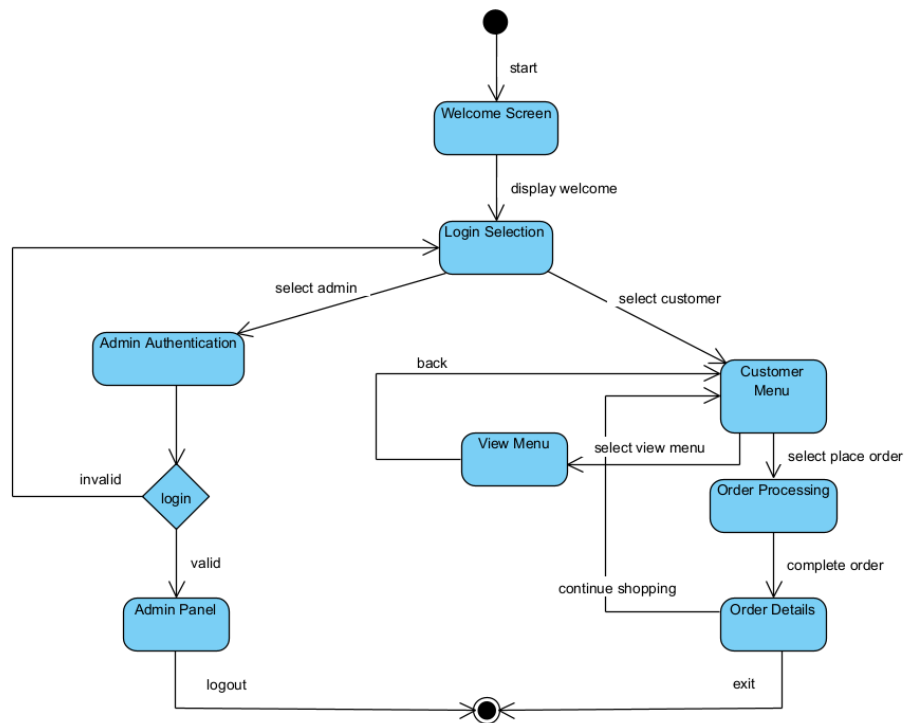 start
Welcome Screen
display welcome
Login Selection
select admin
select customer
Admin Authentication
back
Customer
Menu
View Menu
select view menu
select place order
invalid
login
Order Processing
valid
complete order
continue shopping
Admin Panel
Order Details
logout
exit